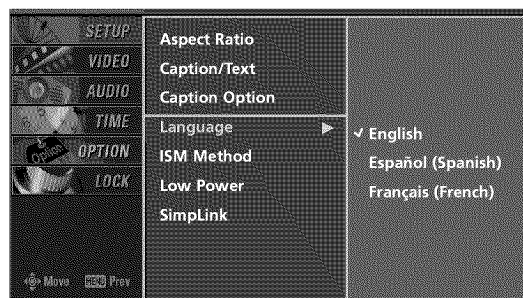 SETUP
VIDEO
AUDIO
TIME
Option
OPTION
LOCK
Move MENU Prev
Aspect Ratio
Caption/Text
Caption Option
Language
ISM Method
Low Power
SimpLink
✓ English
Español (Spanish)
Français (French)